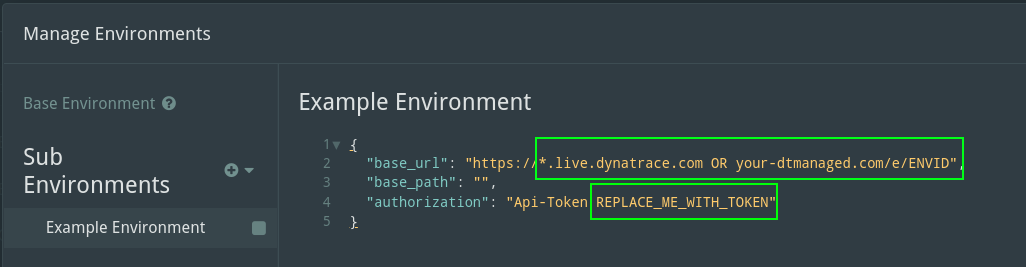 Manage Environments
Base Environment
Sub
Environments
Example Environment
Example Environment
1 {
2 "base_url": "https://*.live.dynatrace.com OR your-dtmanaged.com/e/ENVID",
3 "base_path": "",
4 "authorization": "Api-Token REPLACE_ME_WITH_TOKEN"
5 }